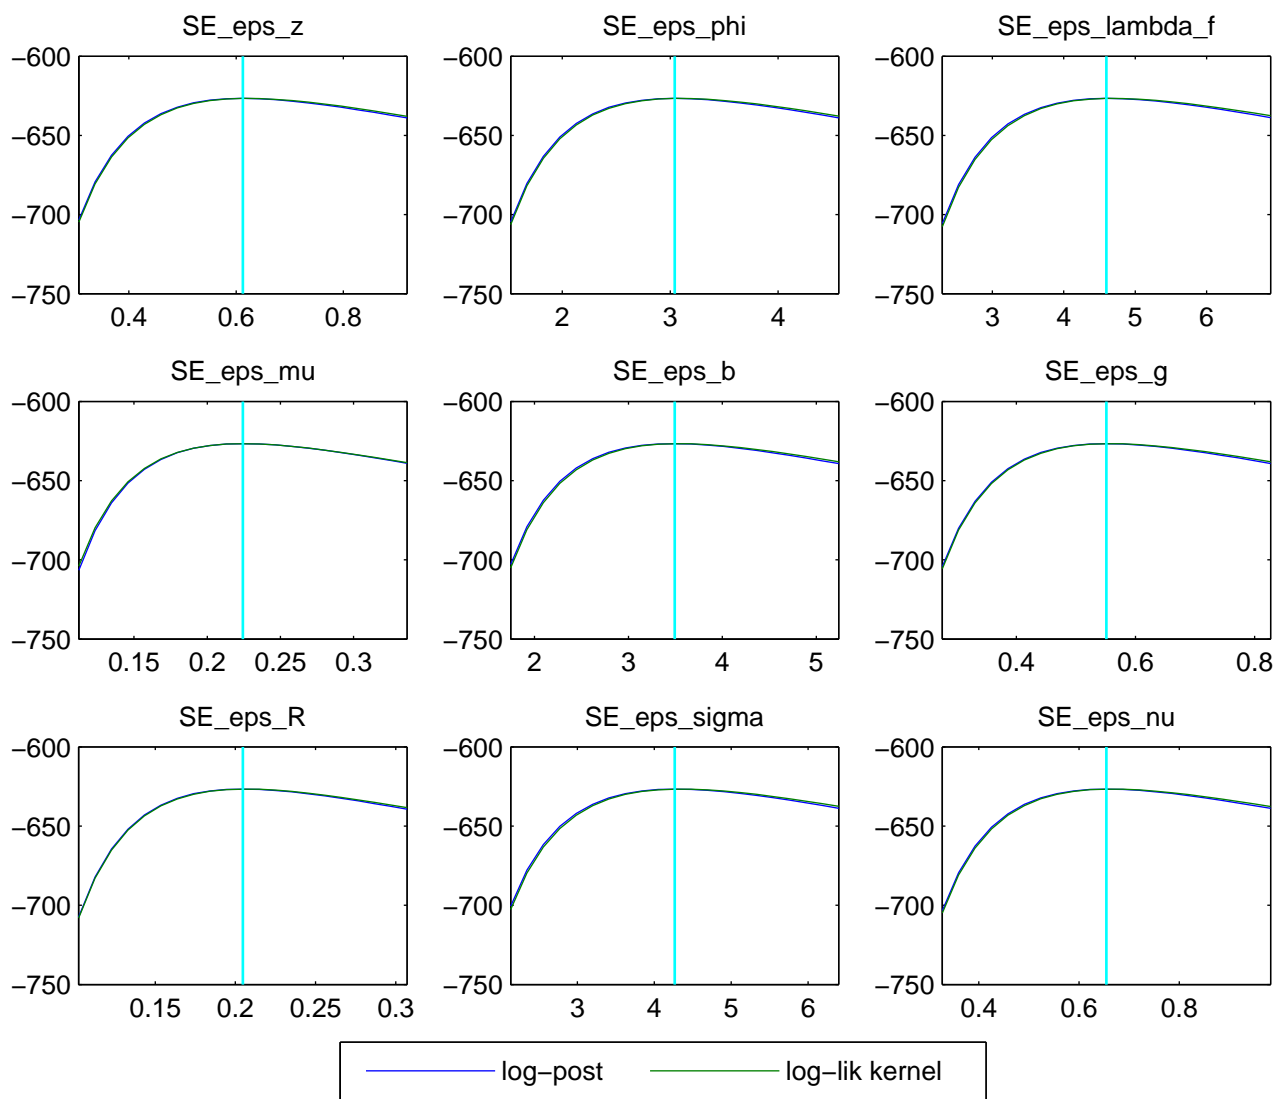 SE_eps_z SE_eps_phi SE_eps_lambda_f
−600 −600 −600
−650 −650 −650
−700 −700 −700
−750 −750 −750
0.4 0.6 0.8 2 3 4 3 4 5 6
SE_eps_mu SE_eps_b SE_eps_g
−600 −600 −600
−650 −650 −650
−700 −700 −700
−750 −750 −750
0.15 0.2 0.25 0.3 2 3 4 5 0.4 0.6 0.8
SE_eps_R SE_eps_sigma SE_eps_nu
−600 −600 −600
−650 −650 −650
−700 −700 −700
−750 −750 −750
0.15 0.2 0.25 0.3 3 4 5 6 0.4 0.6 0.8
log−post log−lik kernel